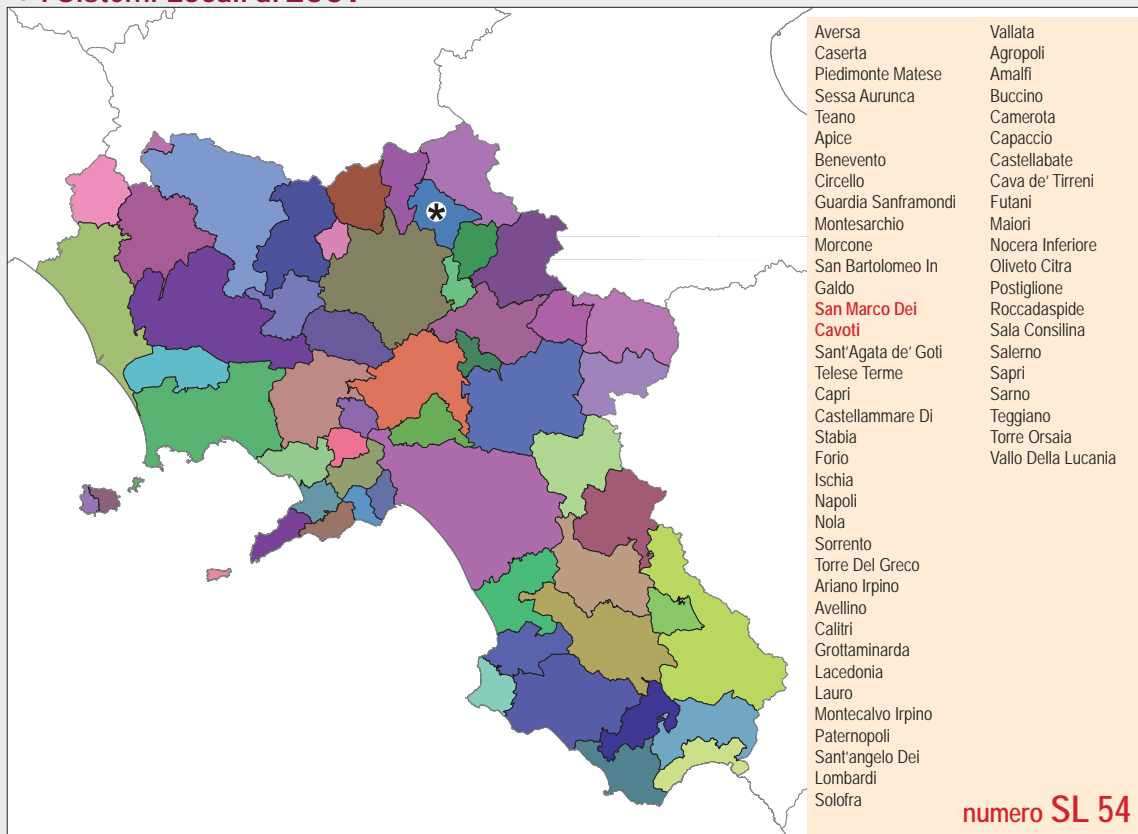 I Sistemi Locali al
Aversa
Caserta
Piedimonte Matese
Sessa Aurunca
Teano
Apice
Benevento
Circello
Guardia Sanframondi
Montesarchio
Morcone
San Bartolomeo In
Galdo
San Marco Dei
Cavoti
Sant'Agata de' Goti
Telese Terme
Capri
Castellammare Di
Stabia
Forio
Ischia
Napoli
Nola
Sorrento
Torre Del Greco
Ariano Irpino
Avellino
Calitri
Grottaminarda
Lacedonia
Lauro
Montecalvo Irpino
Paternopoli
Sant'angelo Dei
Lombardi
Solofra
Vallata
Agropoli
Amalfi
Buccino
Camerota
Capaccio
Castellabate
Cava de' Tirreni
Futani
Maiori
Nocera Inferiore
Oliveto Citra
Postiglione
Roccadaspide
Sala Consilina
Salerno
Sapri
Sarno
Teggiano
Torre Orsaia
Vallo Della Lucania
numero SL 54